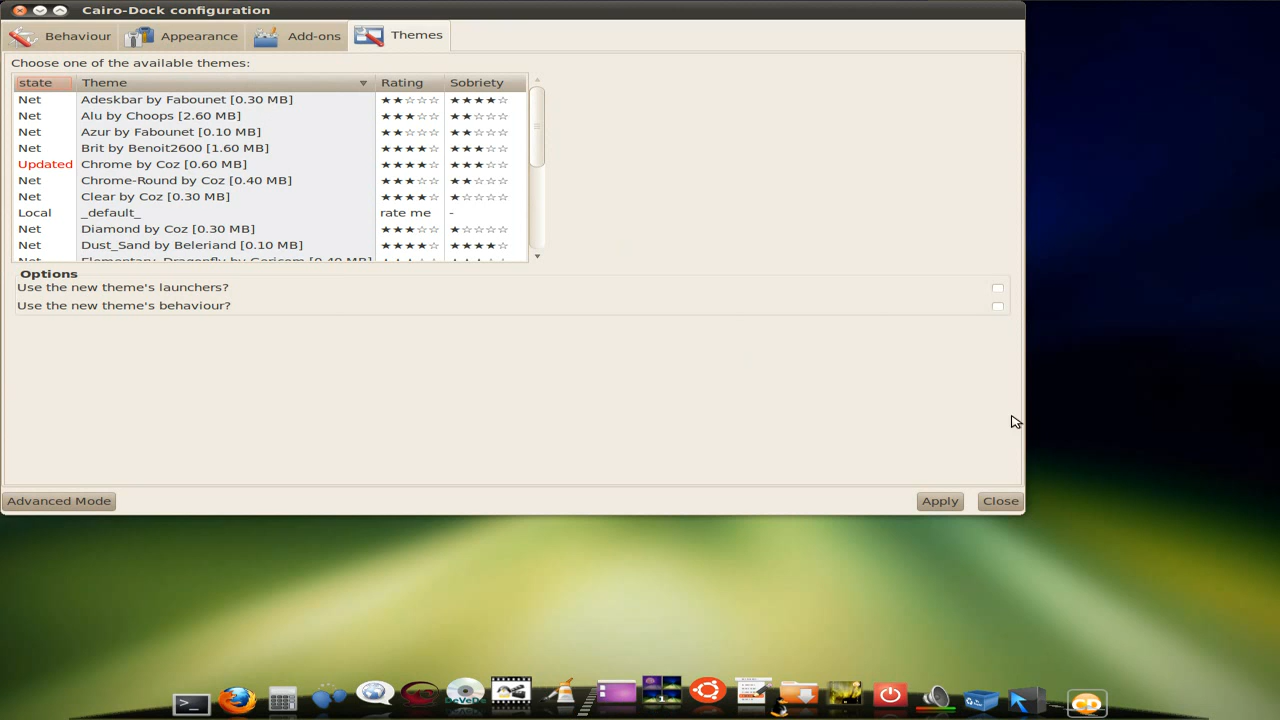 Cairo-Dock configuration
Behaviour Appearance Add-ons Themes
Choose one of the available themes:
state Theme Rating Sobriety
Net Adeskbar by Fabounet [0.30 MB] ★★☆☆☆ ★★★★☆
Net Alu by Choops [2.60 MB] ★★★☆☆ ★★☆☆☆
Net Azur by Fabounet [0.10 MB] ★★☆☆☆ ★★☆☆☆
Net Brit by Benoit2600 [1.60 MB] ★★★★☆ ★★☆☆☆
Updated Chrome by Coz [0.60 MB] ★★★★☆ ★★★☆☆
Net Chrome-Round by Coz [0.40 MB] ★★★☆☆ ★★☆☆☆
Net Clear by Coz [0.30 MB] ★★★★☆ ★☆☆☆☆
Local _default_ rate me -
Net Diamond by Coz [0.30 MB] ★★★☆☆ ★☆☆☆☆
Net Dust_Sand by Beleriand [0.10 MB] ★★★★☆ ★★★★☆
Net Elementary_Dragonfly by
Options
Use the new theme's launchers?
Use the new theme's behaviour?
Advanced Mode Apply Close